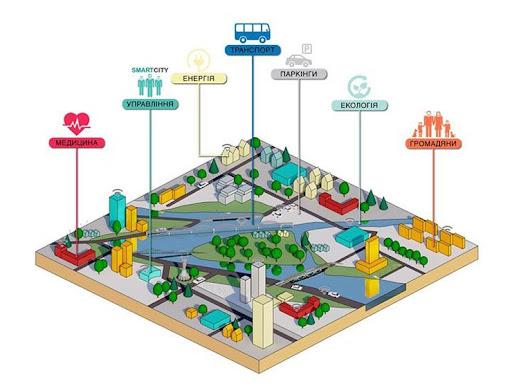 ТРАНСПОРТ
P
ПАРКІНГИ
ЕНЕРГІЯ
SMARTCITY
УПРАВЛІННЯ
ЕКОЛОГІЯ
МЕДИЦИНА
ГРОМАДЯНИ